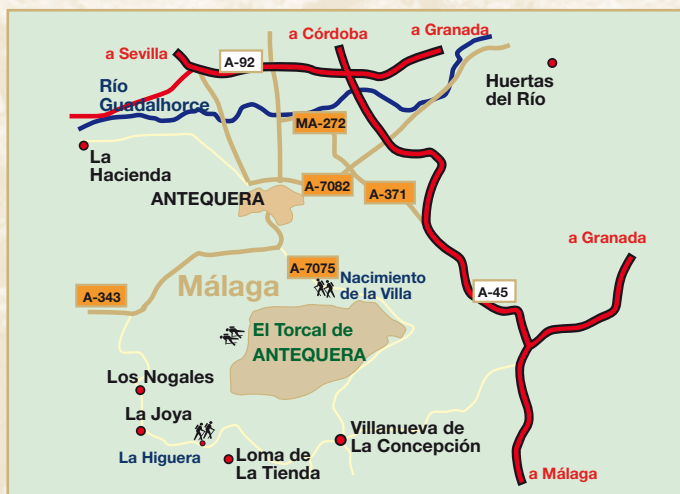 a Córdoba
a Granada
a Sevilla
A-92
Río
Guadalhorce
Huertas
del Río
MA-272
La
Hacienda
ANTEQUERA
A-7082
A-371
a Granada
A-7075
Málaga
Nacimiento
de la Villa
A-343
A-45
El Torcal de
ANTEQUERA
Los Nogales
La Joya
Villanueva de
La Concepción
La Higuera
Loma de
La Tienda
a Málaga